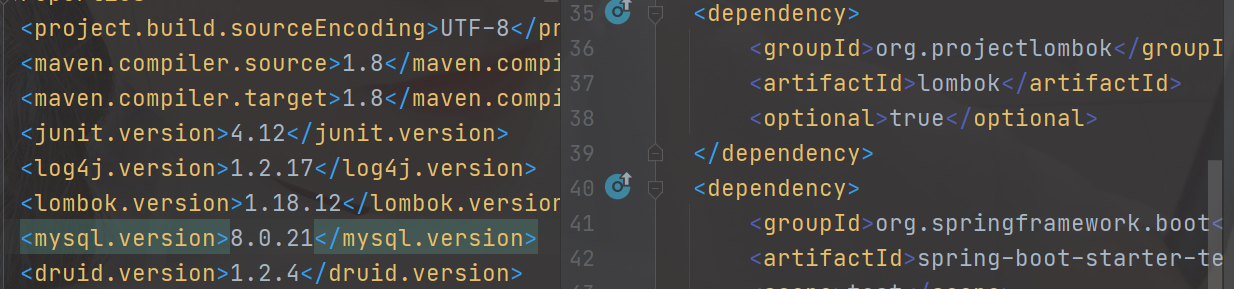 <project.build.sourceEncoding>UTF-8</pr
<maven.compiler.source>1.8</maven.compi
<maven.compiler.target>1.8</maven.compi
<junit.version>4.12</junit.version>
<log4j.version>1.2.17</log4j.version>
<lombok.version>1.18.12</lombok.version
<mysql.version>8.0.21</mysql.version>
<druid.version>1.2.4</druid.version>
35 <dependency>
36 <groupId>org.projectlombok</groupI
37 <artifactId>lombok</artifactId>
38 <optional>true</optional>
39 </dependency>
40 <dependency>
41 <groupId>org.springframework.boot<
42 <artifactId>spring-boot-starter-te